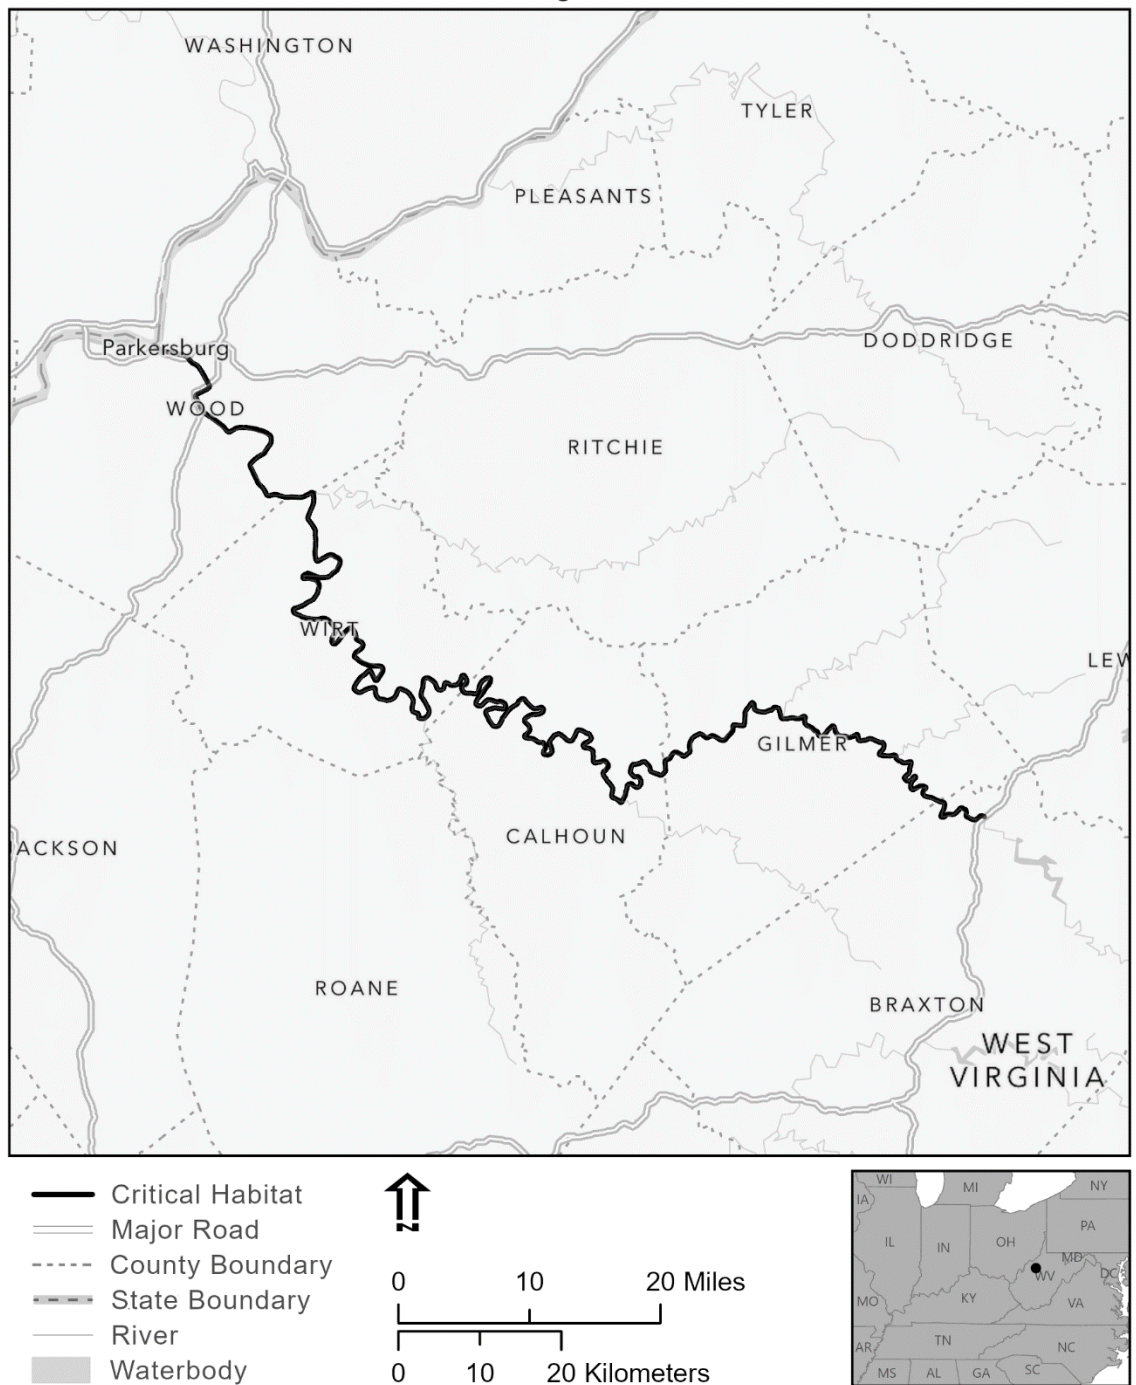 WASHINGTON
TYLER
PLEASANTS
DODDRIDGE
Parkersburg
WOOD
RITCHIE
WIRT
LEW
GILMER
CALHOUN
ACKSON
ROANE
BRAXTON
WEST
VIRGINIA
Critical Habitat
Major Road
County Boundary
State Boundary
River
Waterbody
N
0 10 20 Miles
0 10 20 Kilometers
WI
MI
NY
IA
PA
IL
IN
OH
MD
WV
DC
MO
KY
VA
AR
TN
NC
MS
AL
GA
SC